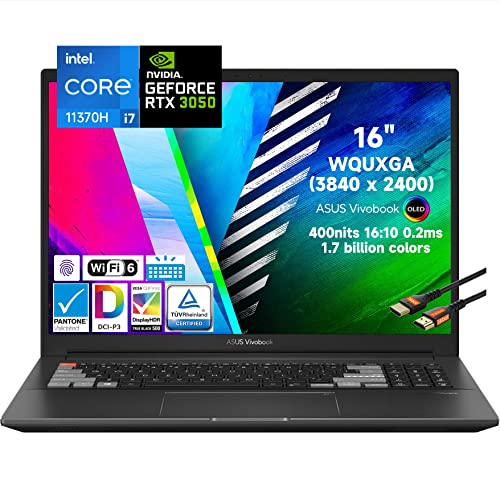 intel
CORE
11370H i7
NVIDIA
GEFORCE
RTX 3050
16"
WQUXGA
(3840 x 2400)
ASUS Vivobook OLED
400nits 16:10 0.2ms
1.7 billion colors
WiFi 6
PANTONE
Validated
DCI-P3
VESA CERTIFIED
DisplayHDR
TRUE BLACK 500
TÜVRheinland
CERTIFIED
ASUS Vivobook